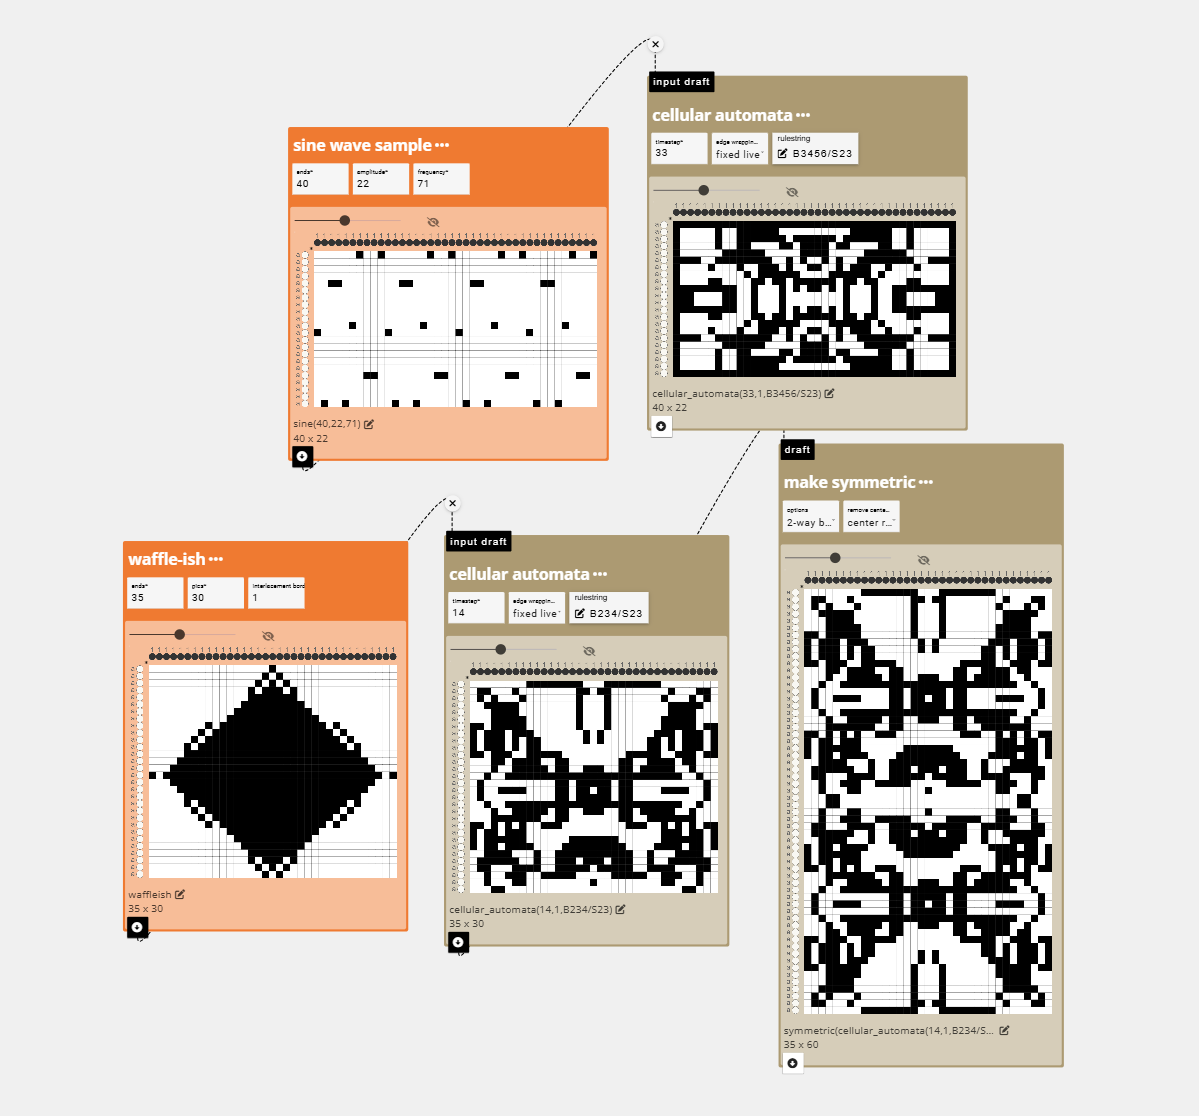 input draft
cellular automata •••
timestep*
33
edge wrappin...
fixed live
rulestring
B3456/S23
cellular_automata(33,1,B3456/S23)
40 x 22
sine wave sample •••
ends*
40
amplitude*
22
frequency*
71
sine(40,22,71)
40 x 22
draft
make symmetric •••
options
2-way b...
remove cente...
center r...
symmetric(cellular_automata(14,1,B234/S...
35 x 60
input draft
cellular automata •••
timestep*
14
edge wrappin...
fixed live
rulestring
B234/S23
cellular_automata(14,1,B234/S23)
35 x 30
waffle-ish •••
ends*
35
pics*
30
interlacement bord
1
waffleish
35 x 30